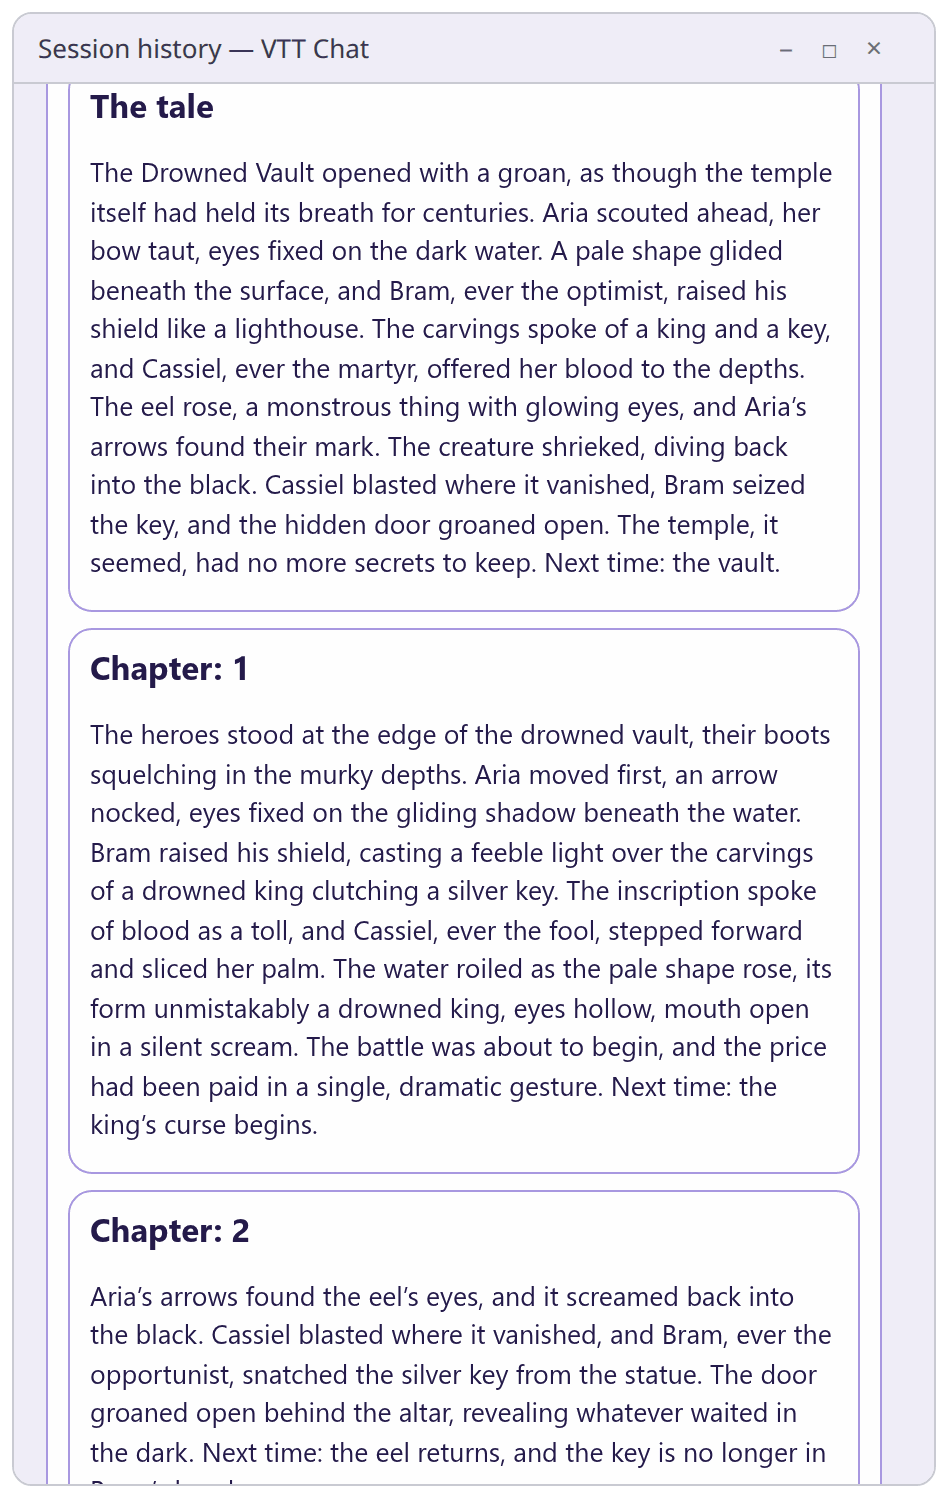 Session history — VTT Chat
The tale
The Drowned Vault opened with a groan, as though the temple
itself had held its breath for centuries. Aria scouted ahead, her
bow taut, eyes fixed on the dark water. A pale shape glided
beneath the surface, and Bram, ever the optimist, raised his
shield like a lighthouse. The carvings spoke of a king and a key,
and Cassiel, ever the martyr, offered her blood to the depths.
The eel rose, a monstrous thing with glowing eyes, and Aria’s
arrows found their mark. The creature shrieked, diving back
into the black. Cassiel blasted where it vanished, Bram seized
the key, and the hidden door groaned open. The temple, it
seemed, had no more secrets to keep. Next time: the vault.
Chapter: 1
The heroes stood at the edge of the drowned vault, their boots
squelching in the murky depths. Aria moved first, an arrow
nocked, eyes fixed on the gliding shadow beneath the water.
Bram raised his shield, casting a feeble light over the carvings
of a drowned king clutching a silver key. The inscription spoke
of blood as a toll, and Cassiel, ever the fool, stepped forward
and sliced her palm. The water roiled as the pale shape rose, its
form unmistakably a drowned king, eyes hollow, mouth open
in a silent scream. The battle was about to begin, and the price
had been paid in a single, dramatic gesture. Next time: the
king’s curse begins.
Chapter: 2
Aria’s arrows found the eel’s eyes, and it screamed back into
the black. Cassiel blasted where it vanished, and Bram, ever the
opportunist, snatched the silver key from the statue. The door
groaned open behind the altar, revealing whatever waited in
the dark. Next time: the eel returns, and the key is no longer in